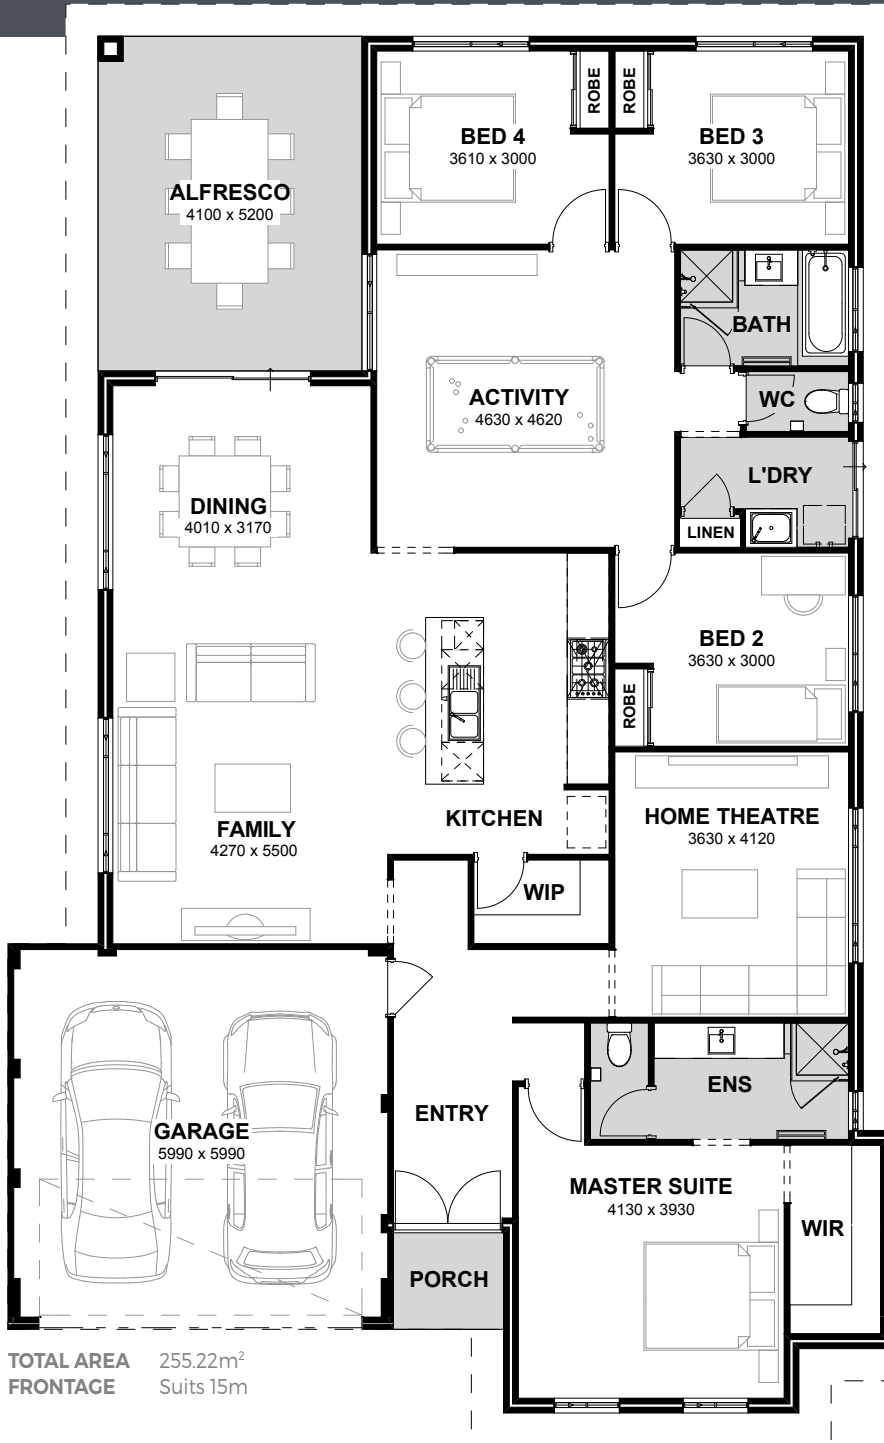 ROBE
ROBE
BED 4
3610 x 3000
BED 3
3630 x 3000
ALFRESCO
4100 x 5200
BATH
ACTIVITY
4630 x 4620
WC
L'DRY
LINEN
DINING
4010 x 3170
BED 2
3630 x 3000
ROBE
KITCHEN
HOME THEATRE
3630 x 4120
FAMILY
4270 x 5500
WIP
ENS
ENTRY
GARAGE
5990 x 5990
MASTER SUITE
4130 x 3930
WIR
PORCH
TOTAL AREA 255.22m²
FRONTAGE Suits 15m